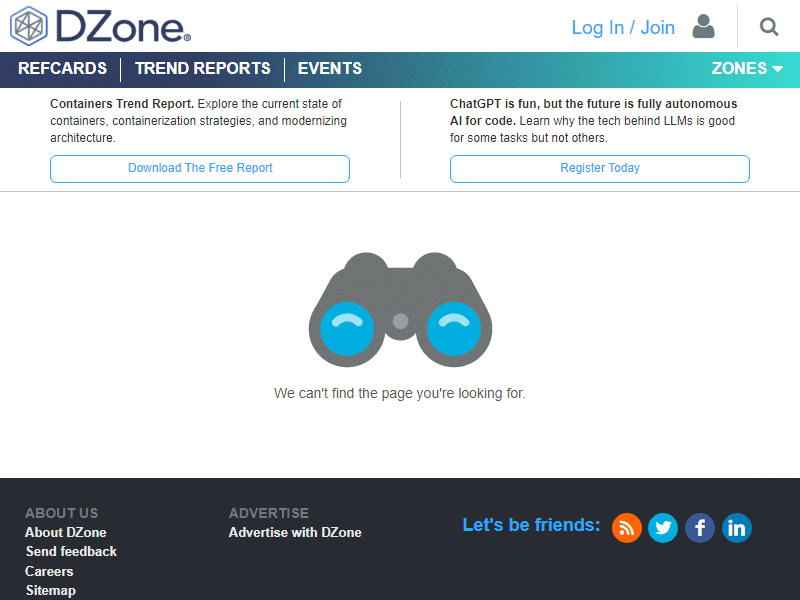 DZone®
Log In / Join
REFCARDS
TREND REPORTS
EVENTS
ZONES
Containers Trend Report. Explore the current state of
containers, containerization strategies, and modernizing
architecture.
Download The Free Report
ChatGPT is fun, but the future is fully autonomous
AI for code. Learn why the tech behind LLMs is good
for some tasks but not others.
Register Today
We can't find the page you're looking for.
ABOUT US
About DZone
Send feedback
Careers
Sitemap
ADVERTISE
Advertise with DZone
Let's be friends: